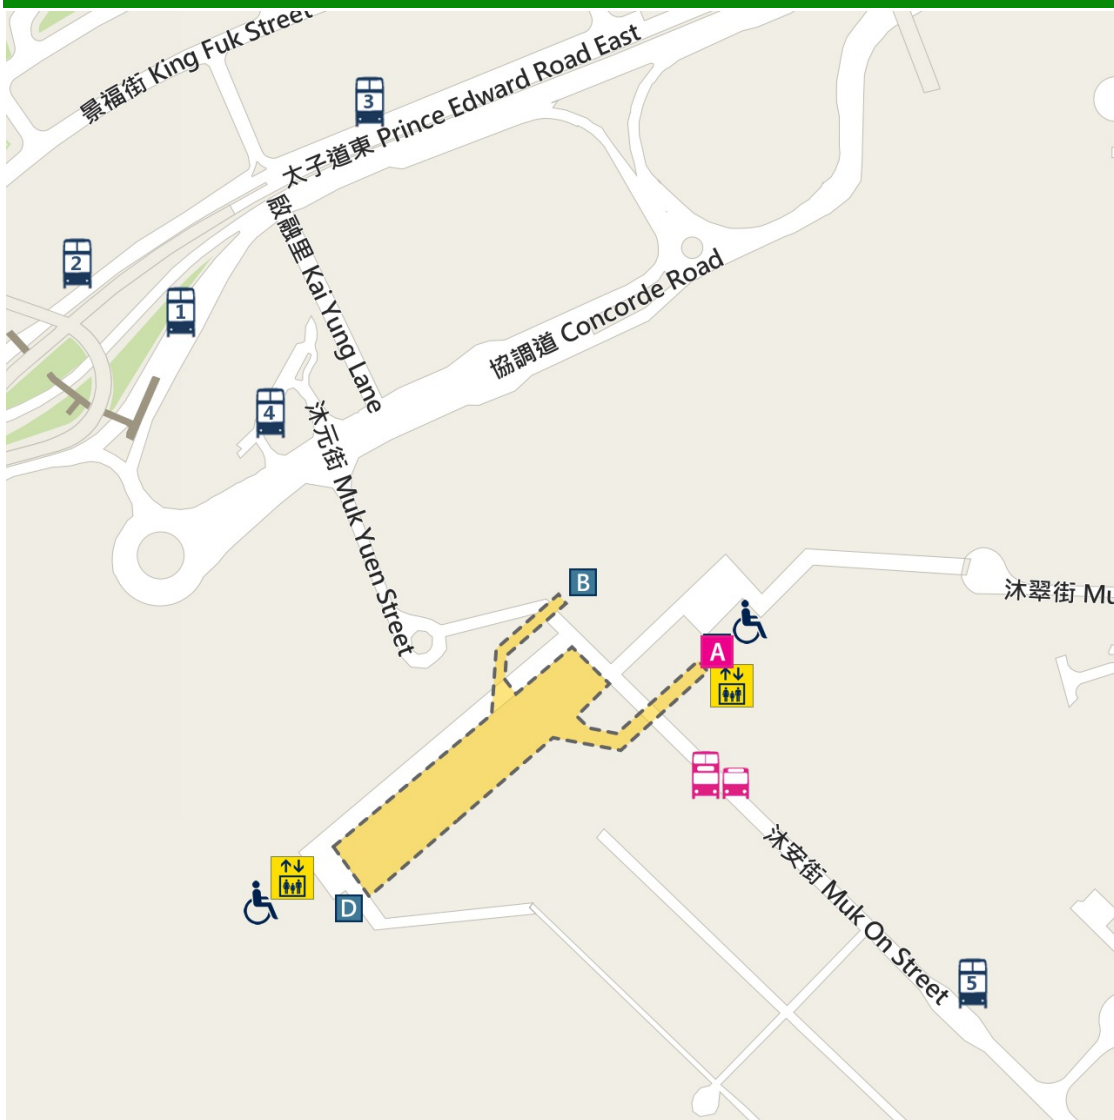 景福街 King Fuk Street
3
太子道東 Prince Edward Road East
2
1
啟融里 Kai Yung Lane
協調道 Concorde Road
4
沐元街 Muk Yuen Street
B
沐翠街 Mu
A
沐安街 Muk On Street
D
5